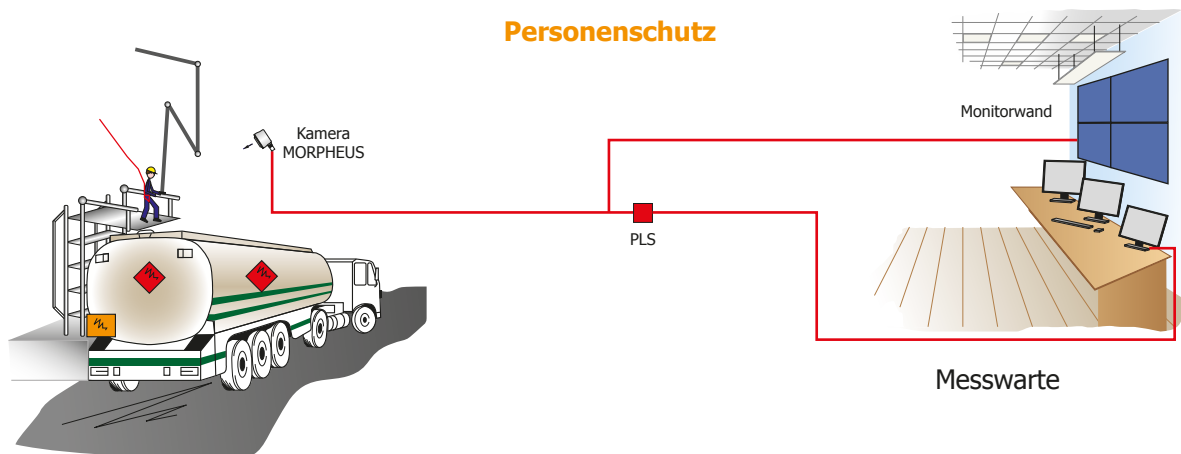 Personenschutz
Kamera
MORPHEUS
Monitorwand
PLS
Messwarte